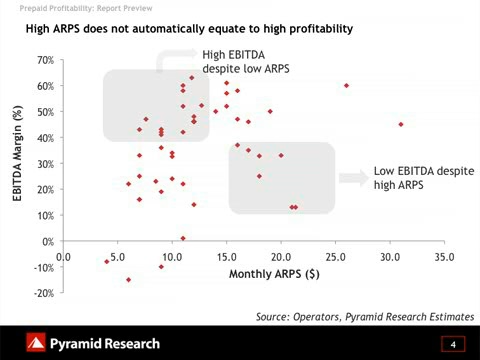 Prepaid Profitability: Report Preview
High ARPS does not automatically equate to high profitability
High EBITDA
despite low ARPS
70%
60%
50%
40%
30%
20%
10%
0%
-10%
-20%
EBITDA Margin (%)
Low EBITDA despite
high ARPS
0.0 5.0 10.0 15.0 20.0 25.0 30.0 35.0
Monthly ARPS ($)
Source: Operators, Pyramid Research Estimates
Pyramid Research
4